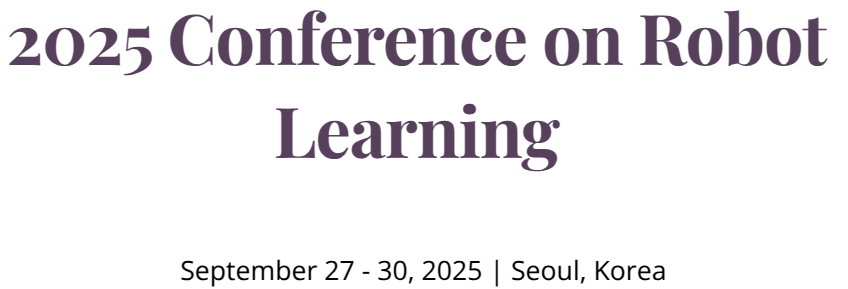 2025 Conference on Robot
Learning
September 27 - 30, 2025 | Seoul, Korea